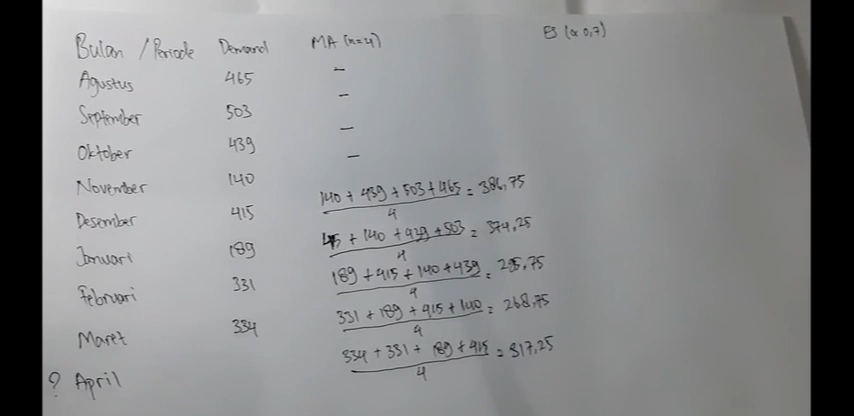 Bulan / Periode Demand MA (n=4) ES (α 0,7)
Agustus 465 -
September 503 -
Oktober 439 -
November 140 -
Desember 415 140 + 439 + 503 + 465 / 4 = 386,75
Januari 189 415 + 140 + 439 + 503 / 4 = 374,25
Februari 331 189 + 415 + 140 + 439 / 4 = 295,75
Maret 334 331 + 189 + 415 + 140 / 4 = 268,75
? April 334 + 331 + 189 + 415 / 4 = 317,25